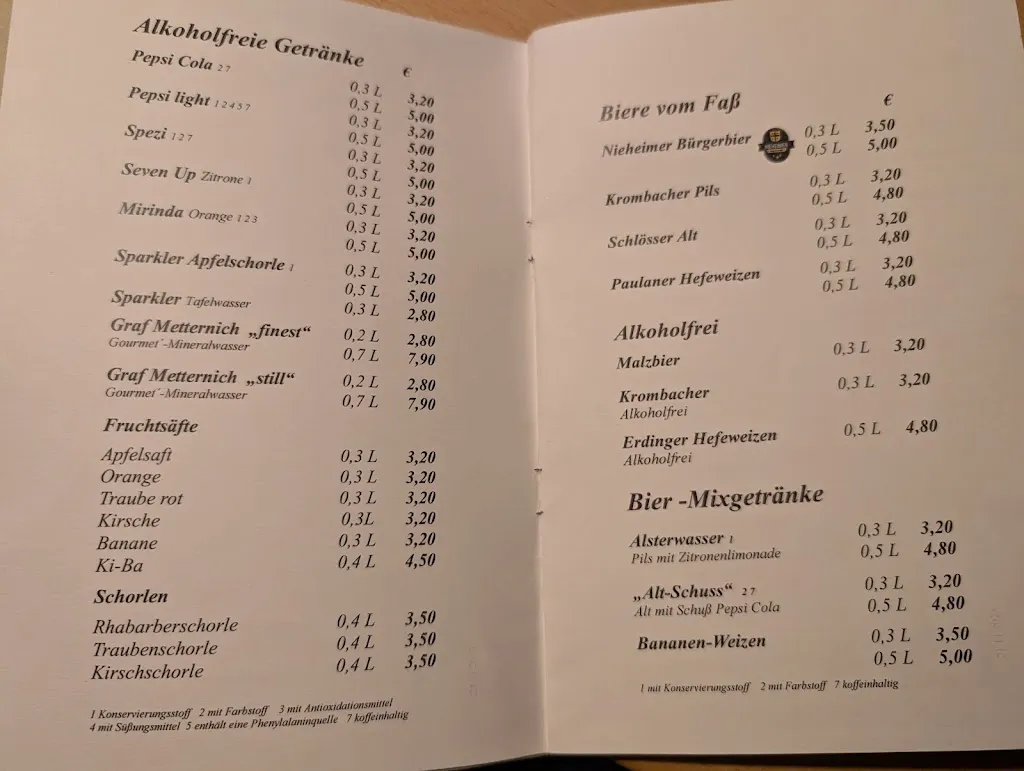 Alkoholfreie Getränke €
Pepsi Cola 2 7 0,3 L 3,20
0,5 L 5,00
Pepsi light 1 2 4 5 7 0,3 L 3,20
0,5 L 5,00
Spezi 1 2 7 0,3 L 3,20
0,5 L 5,00
Seven Up Zitrone 1 0,3 L 3,20
0,5 L 5,00
Mirinda Orange 1 2 3 0,3 L 3,20
0,5 L 5,00
Sparkler Apfelschorle 1 0,3 L 3,20
0,5 L 5,00
Sparkler Tafelwasser 0,3 L 2,80
Graf Metternich „finest“ 0,2 L 2,80
Gourmet´-Mineralwasser 0,7 L 7,90
Graf Metternich „still“ 0,2 L 2,80
Gourmet´-Mineralwasser 0,7 L 7,90
Fruchtsäfte
Apfelsaft 0,3 L 3,20
Orange 0,3 L 3,20
Traube rot 0,3 L 3,20
Kirsche 0,3L 3,20
Banane 0,3 L 3,20
Ki-Ba 0,4 L 4,50
Schorlen
Rhabarberschorle 0,4 L 3,50
Traubenschorle 0,4 L 3,50
Kirschschorle 0,4 L 3,50
1 Konservierungsstoff 2 mit Farbstoff 3 mit Antioxidationsmittel
4 mit Süßungsmittel 5 enthält eine Phenylalaninquelle 7 koffeinhaltig
Biere vom Faß €
Nieheimer Bürgerbier 0,3 L 3,50
0,5 L 5,00
Krombacher Pils 0,3 L 3,20
0,5 L 4,80
Schlösser Alt 0,3 L 3,20
0,5 L 4,80
Paulaner Hefeweizen 0,3 L 3,20
0,5 L 4,80
Alkoholfrei
Malzbier 0,3 L 3,20
Krombacher 0,3 L 3,20
Alkoholfrei
Erdinger Hefeweizen 0,5 L 4,80
Alkoholfrei
Bier -Mixgetränke
Alsterwasser 1 0,3 L 3,20
Pils mit Zitronenlimonade 0,5 L 4,80
„Alt-Schuss“ 2 7 0,3 L 3,20
Alt mit Schuß Pepsi Cola 0,5 L 4,80
Bananen-Weizen 0,3 L 3,50
0,5 L 5,00
1 mit Konservierungsstoff 2 mit Farbstoff 7 koffeinhaltig